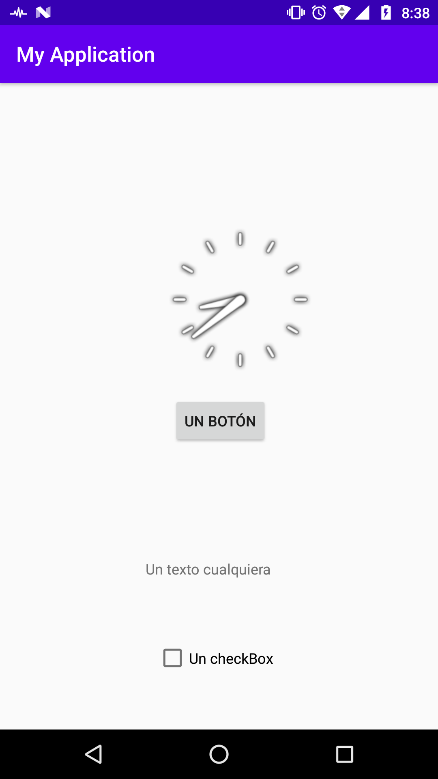 8:38
My Application
UN BOTÓN
Un texto cualquiera
Un checkBox